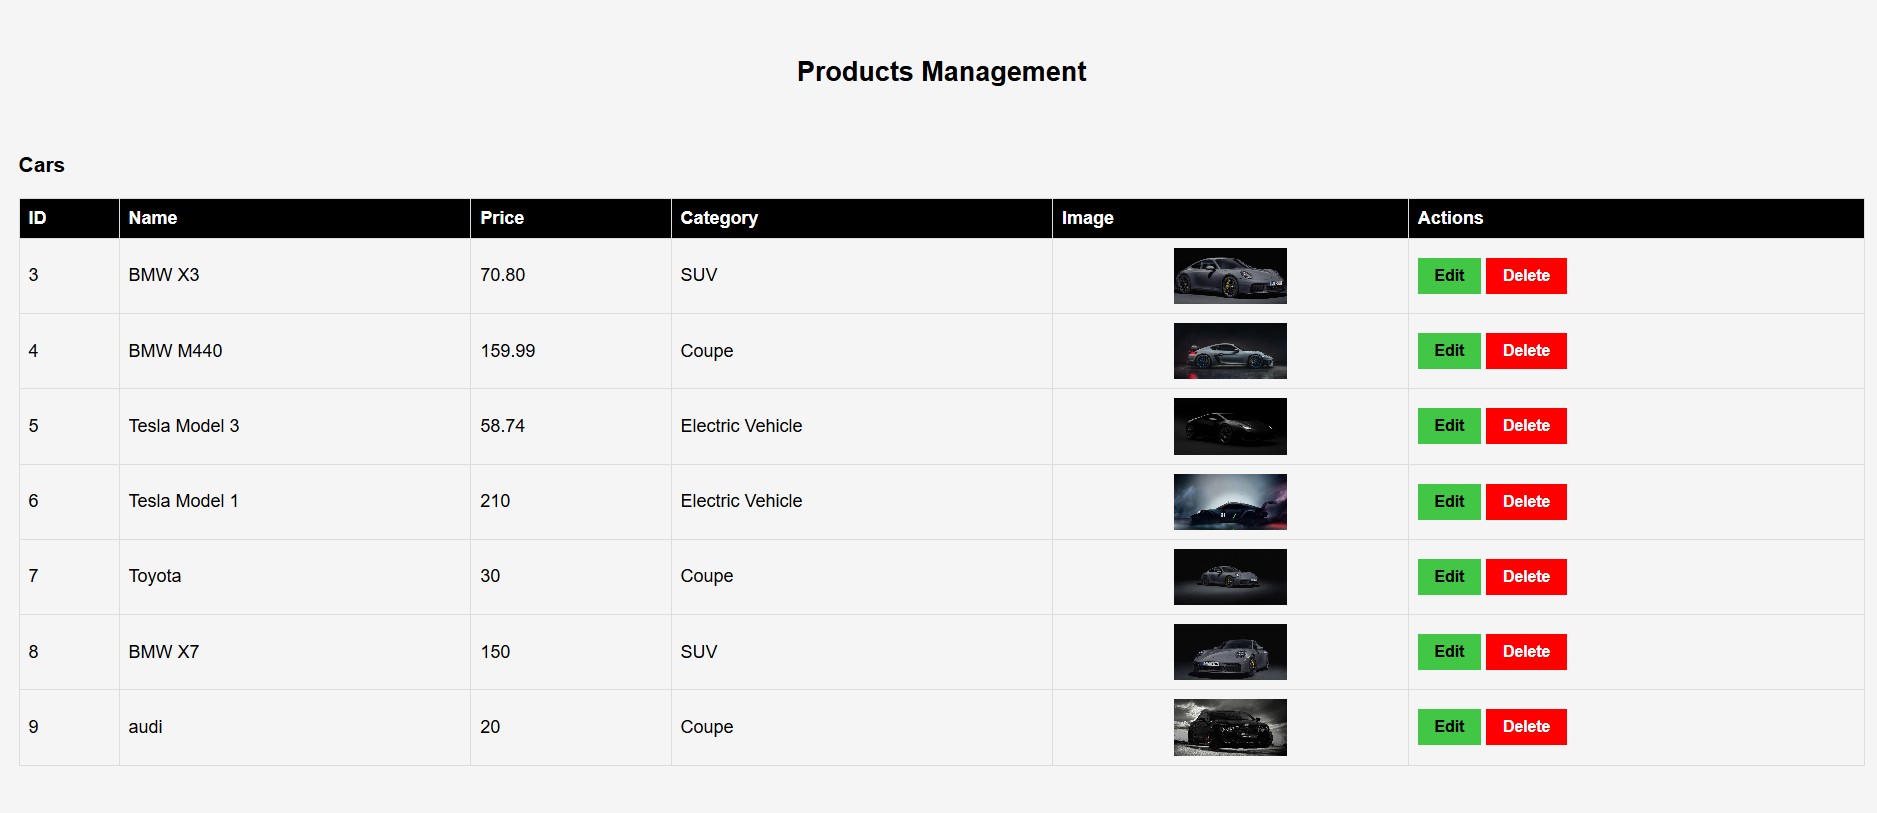 Products Management
Cars
ID Name Price Category Image Actions
3 BMW X3 70.80 SUV Edit Delete
4 BMW M440 159.99 Coupe Edit Delete
5 Tesla Model 3 58.74 Electric Vehicle Edit Delete
6 Tesla Model 1 210 Electric Vehicle Edit Delete
7 Toyota 30 Coupe Edit Delete
8 BMW X7 150 SUV Edit Delete
9 audi 20 Coupe Edit Delete